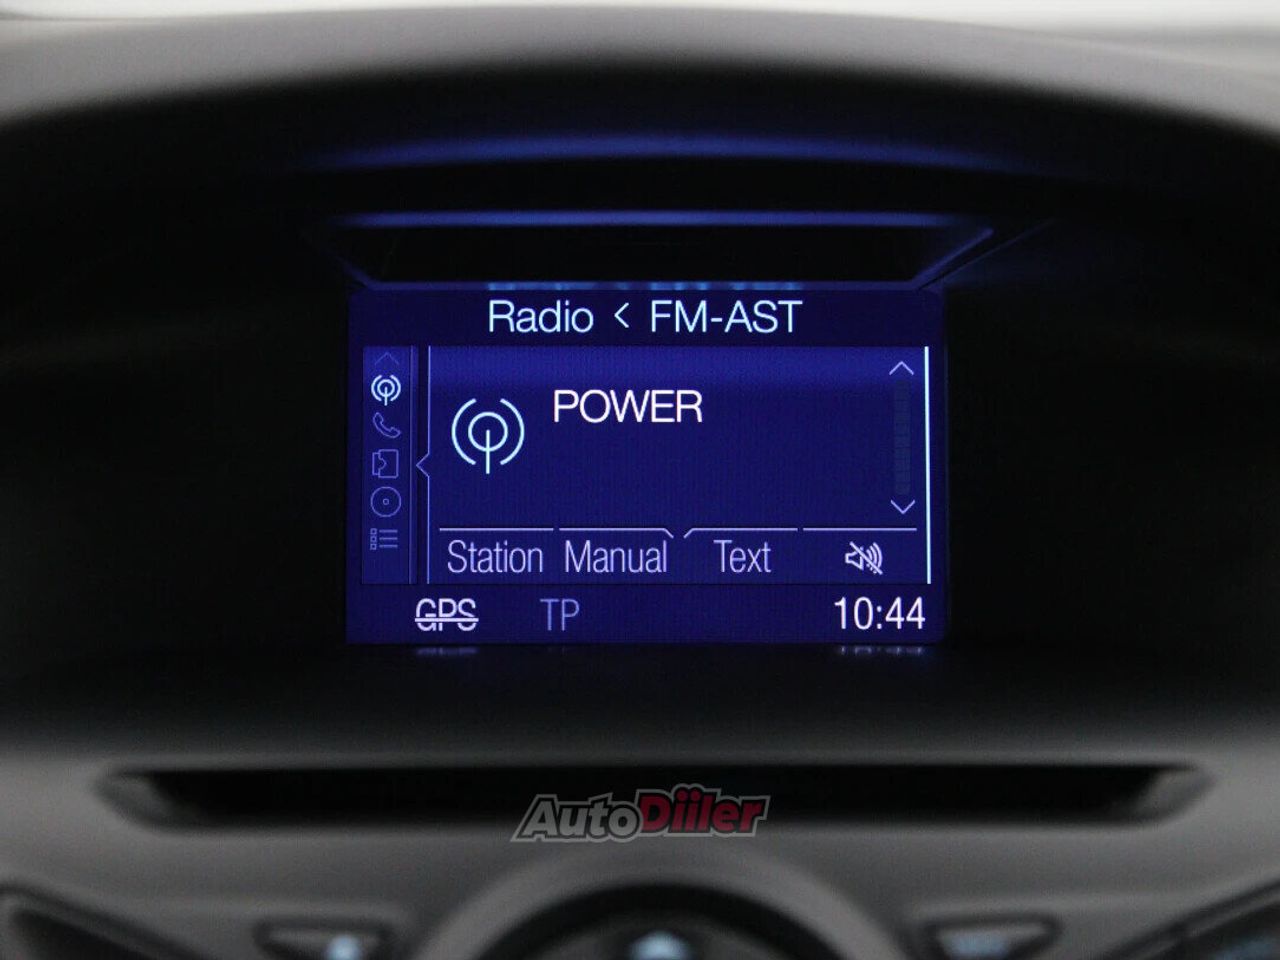 Radio < FM-AST
POWER
Station Manual Text
GPS TP 10:44
AutoDiiler